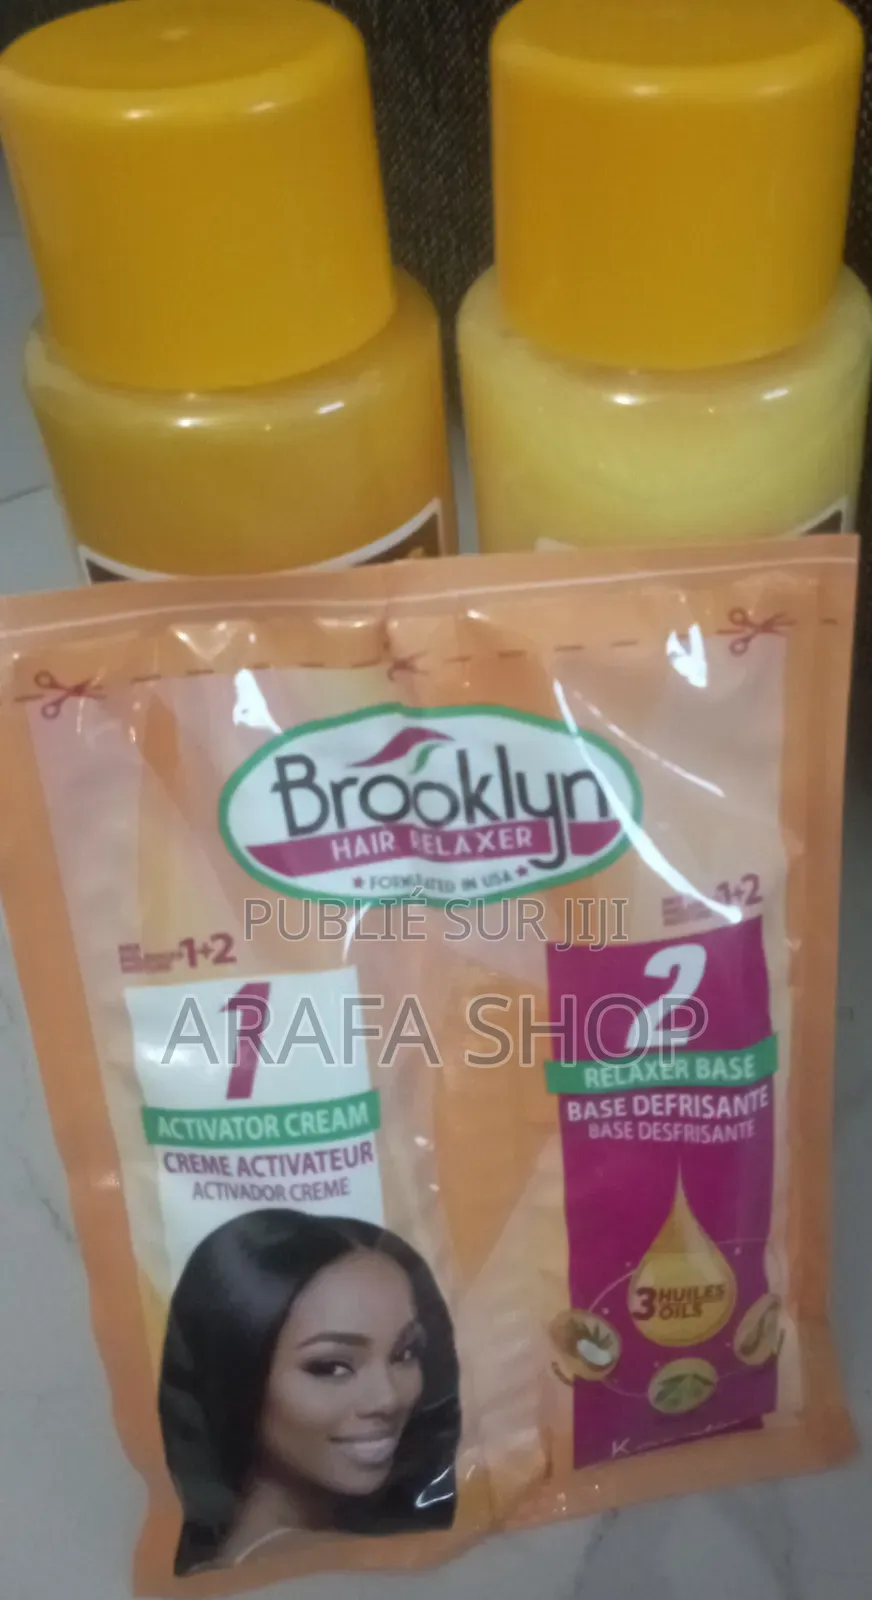 Brooklyn
HAIR RELAXER
FORMULATED IN USA
PUBLIÉ SUR JIJI
1+2
1+2
ARAFA SHOP
1
ACTIVATOR CREAM
CREME ACTIVATEUR
ACTIVADOR CREME
2
RELAXER BASE
BASE DEFRISANTE
BASE DESFRISANTE
3 HUILES
OILS